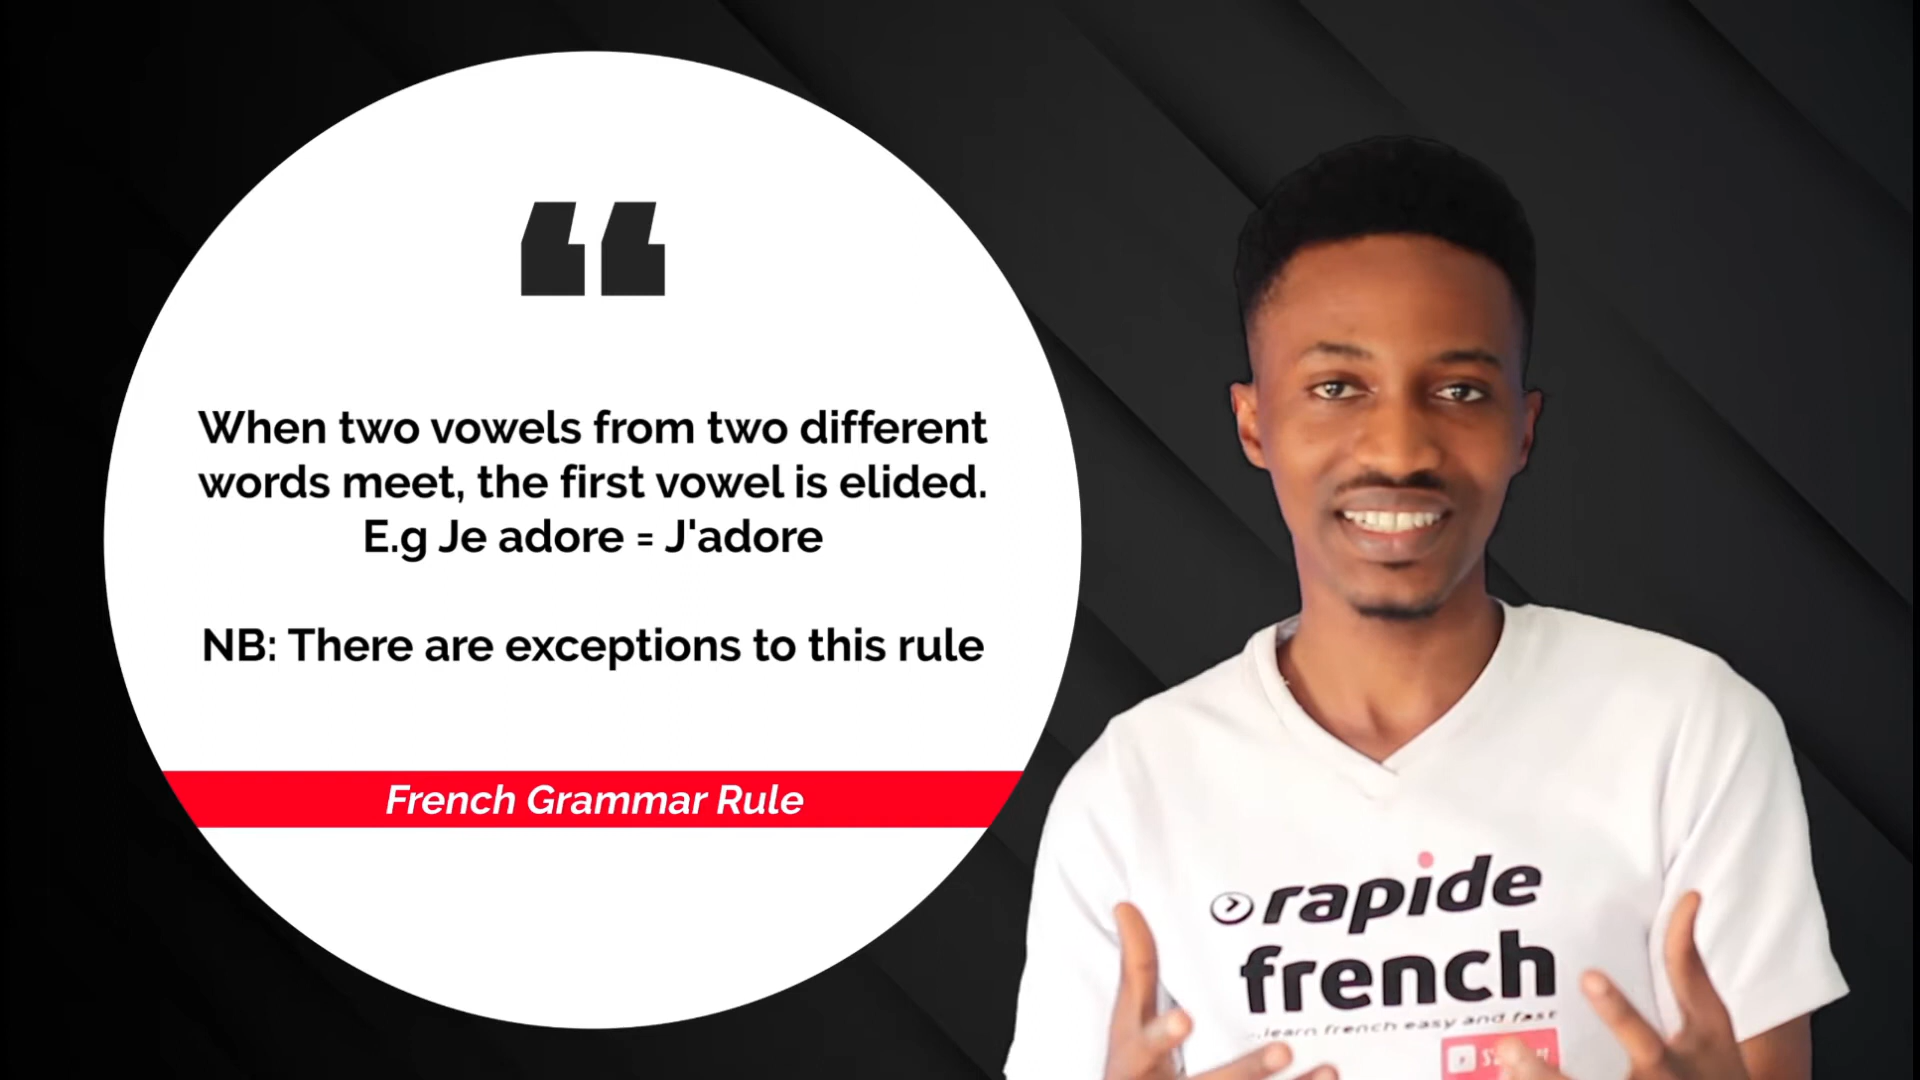 When two vowels from two different
words meet, the first vowel is elided.
E.g Je adore = J'adore
NB: There are exceptions to this rule
French Grammar Rule
rapide
french
...learn french easy and fast